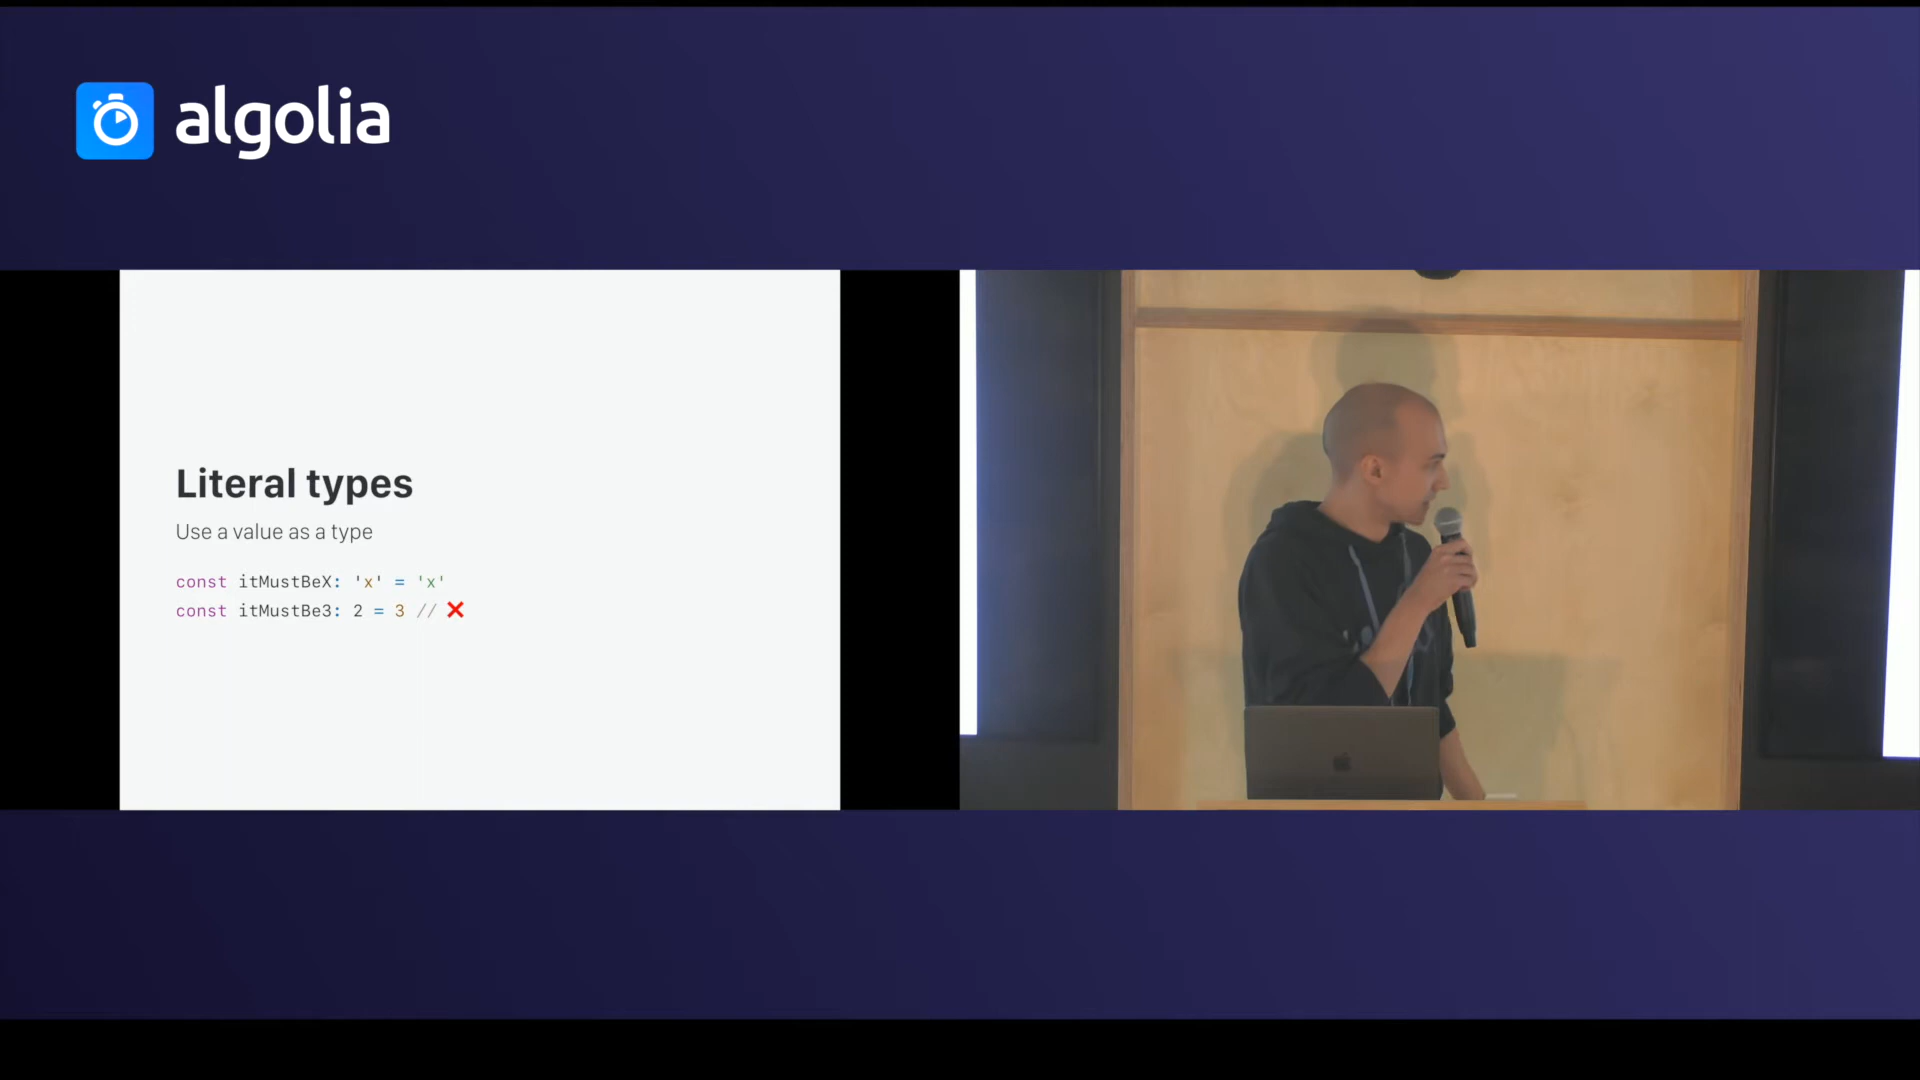 algolia
Literal types
Use a value as a type
const itMustBeX: 'x' = 'x'
const itMustBe3: 2 = 3 // ❌